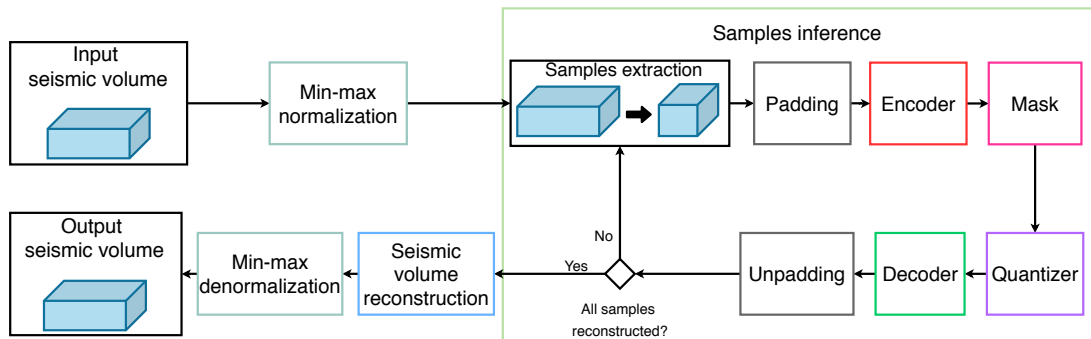 Samples inference
Input
seismic volume
Min-max
normalization
Samples extraction
Padding
Encoder
Mask
Output
seismic volume
Min-max
denormalization
Seismic
volume
reconstruction
Yes
No
All samples
reconstructed?
Unpadding
Decoder
Quantizer